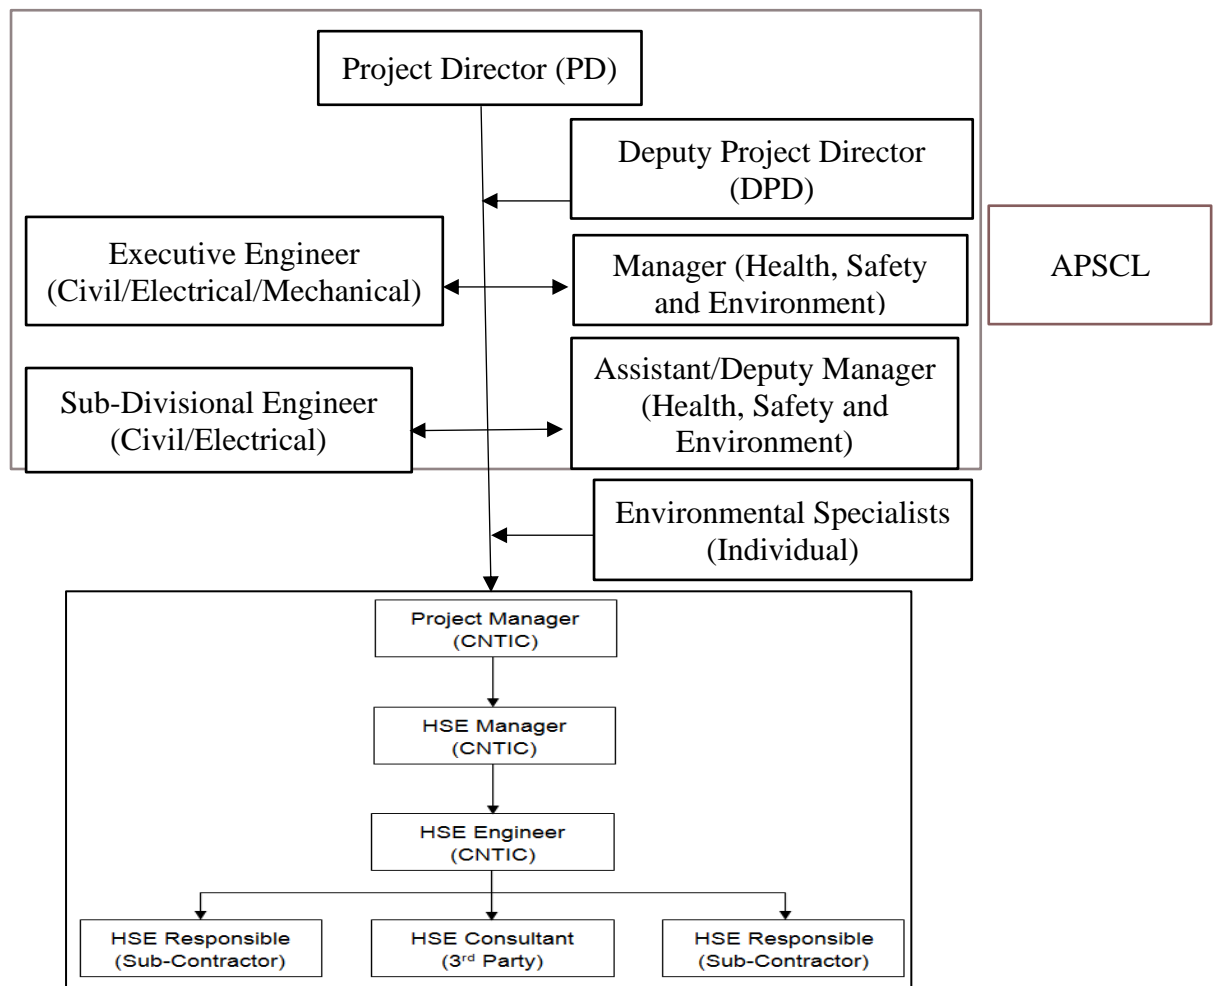 Project Director (PD)
Deputy Project Director
(DPD)
Executive Engineer
(Civil/Electrical/Mechanical)
Manager (Health, Safety
and Environment)
APSCL
Sub-Divisional Engineer
(Civil/Electrical)
Assistant/Deputy Manager
(Health, Safety and
Environment)
Environmental Specialists
(Individual)
Project Manager
(CNTIC)
HSE Manager
(CNTIC)
HSE Engineer
(CNTIC)
HSE Responsible
(Sub-Contractor)
HSE Consultant
(3rd Party)
HSE Responsible
(Sub-Contractor)